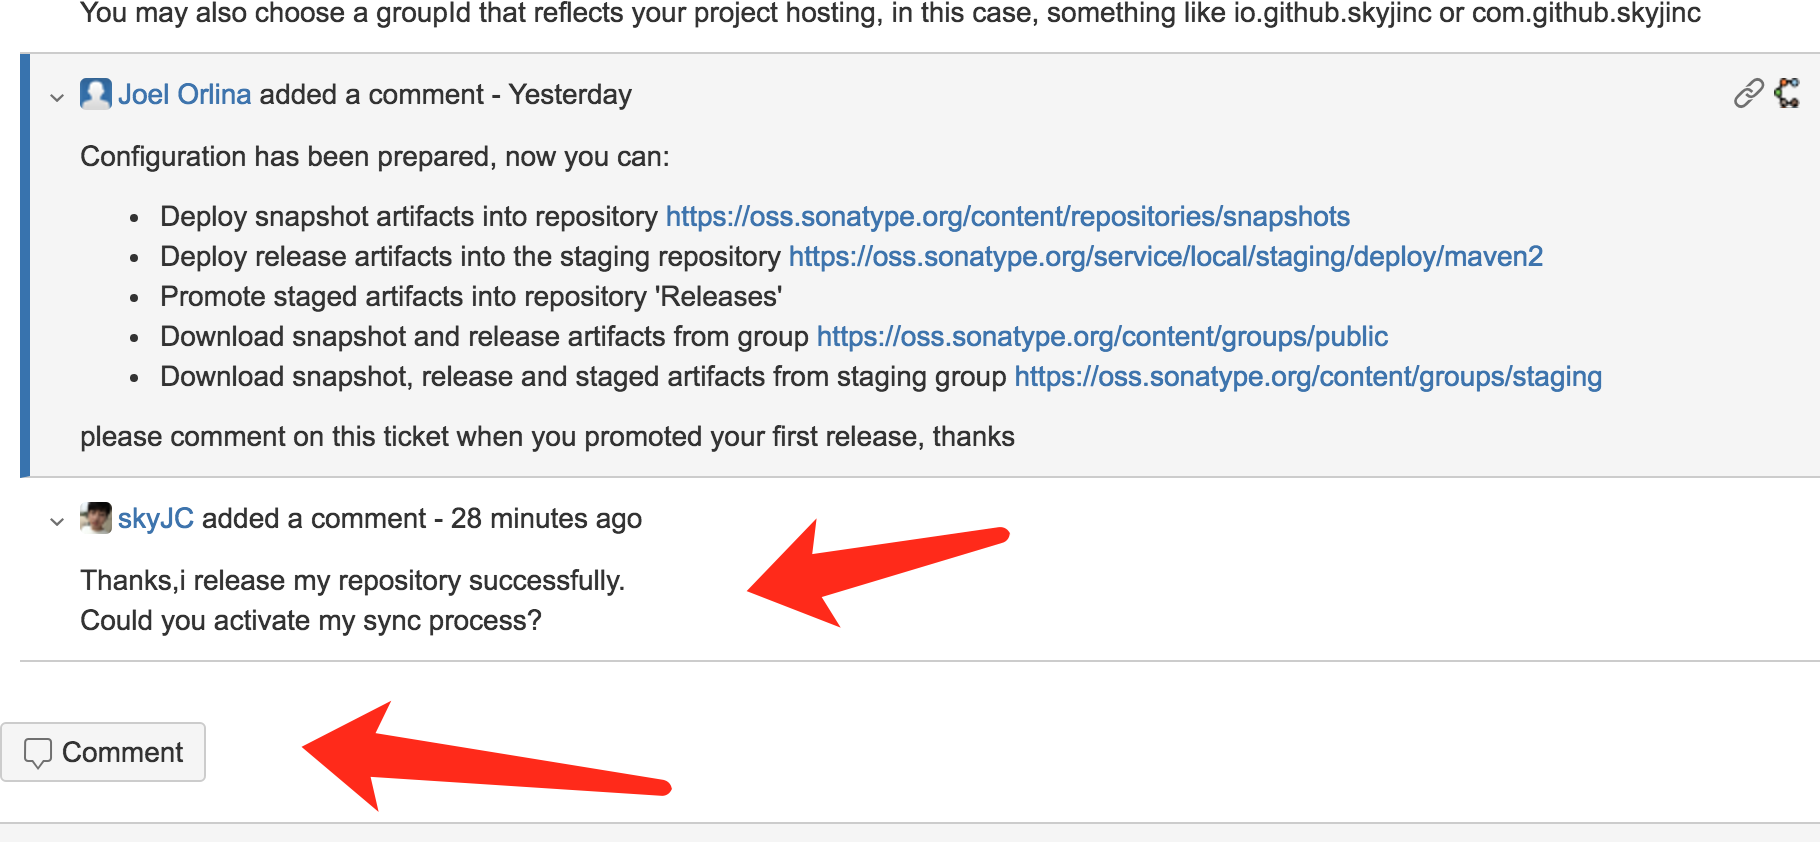 You may also choose a groupId that reflects your project hosting, in this case, something like io.github.skyjinc or com.github.skyjinc
Joel Orlina added a comment - Yesterday
Configuration has been prepared, now you can:
• Deploy snapshot artifacts into repository https://oss.sonatype.org/content/repositories/snapshots
• Deploy release artifacts into the staging repository https://oss.sonatype.org/service/local/staging/deploy/maven2
• Promote staged artifacts into repository 'Releases'
• Download snapshot and release artifacts from group https://oss.sonatype.org/content/groups/public
• Download snapshot, release and staged artifacts from staging group https://oss.sonatype.org/content/groups/staging
please comment on this ticket when you promoted your first release, thanks
skyJC added a comment - 28 minutes ago
Thanks,i release my repository successfully.
Could you activate my sync process?
Comment